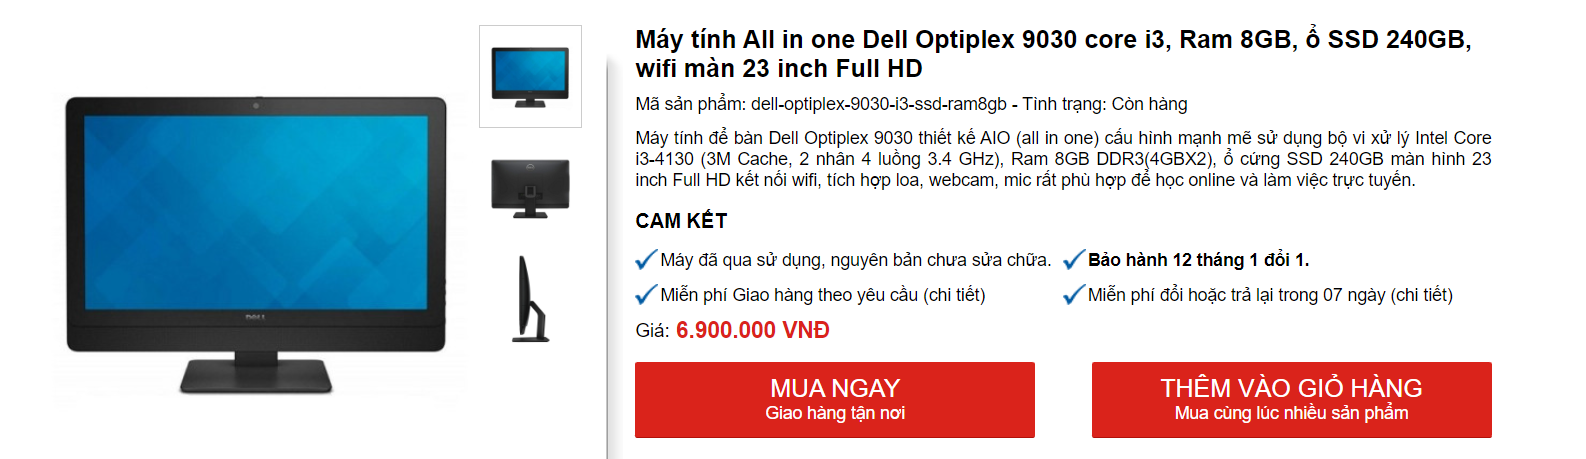 Máy tính All in one Dell Optiplex 9030 core i3, Ram 8GB, ổ SSD 240GB,
wifi màn 23 inch Full HD
Mã sản phẩm: dell-optiplex-9030-i3-ssd-ram8gb - Tình trạng: Còn hàng
Máy tính để bàn Dell Optiplex 9030 thiết kế AIO (all in one) cấu hình mạnh mẽ sử dụng bộ vi xử lý Intel Core
i3-4130 (3M Cache, 2 nhân 4 luồng 3.4 GHz), Ram 8GB DDR3(4GBX2), ổ cứng SSD 240GB màn hình 23
inch Full HD kết nối wifi, tích hợp loa, webcam, mic rất phù hợp để học online và làm việc trực tuyến.
CAM KẾT
Máy đã qua sử dụng, nguyên bản chưa sửa chữa.
Bảo hành 12 tháng 1 đổi 1.
Miễn phí Giao hàng theo yêu cầu (chi tiết)
Miễn phí đổi hoặc trả lại trong 07 ngày (chi tiết)
Giá: 6.900.000 VNĐ
MUA NGAY
Giao hàng tận nơi
THÊM VÀO GIỎ HÀNG
Mua cùng lúc nhiều sản phẩm
DELL